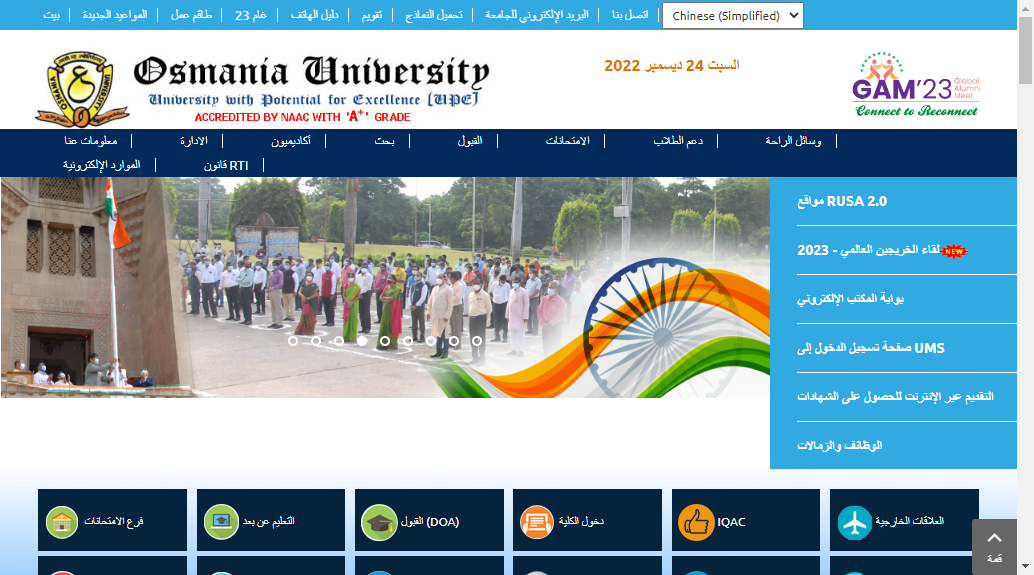 بيت | المواعيد الجديدة | طاقم عمل | غام 23 | دليل الهاتف | تقويم | تحميل النماذج | البريد الإلكتروني للجامعة | اتصل بنا | Chinese (Simplified)
Osmania University
University with Potential for Excellence [UPE]
ACCREDITED BY NAAC WITH 'A+' GRADE
OSMANIA UNIVERSITY
السبت 24 ديسمبر 2022
GAM'23 Global Alumni Meet
Connect to Reconnect
معلومات عنا | الادارة | أكاديميون | بحث | القبول | الامتحانات | دعم الطلاب | وسائل الراحة
الموارد الإلكترونية | قانون RTI
مواقع RUSA 2.0
لقاء الخريجين العالمي - 2023 NEW
بوابة المكتب الإلكتروني
صفحة تسجيل الدخول إلى UMS
التقديم عبر الإنترنت للحصول على الشهادات
الوظائف والزمالات
فرع الامتحانات
التعليم عن بعد
القبول (DOA)
دخول الكلية
IQAC
العلاقات الخارجية
قمة